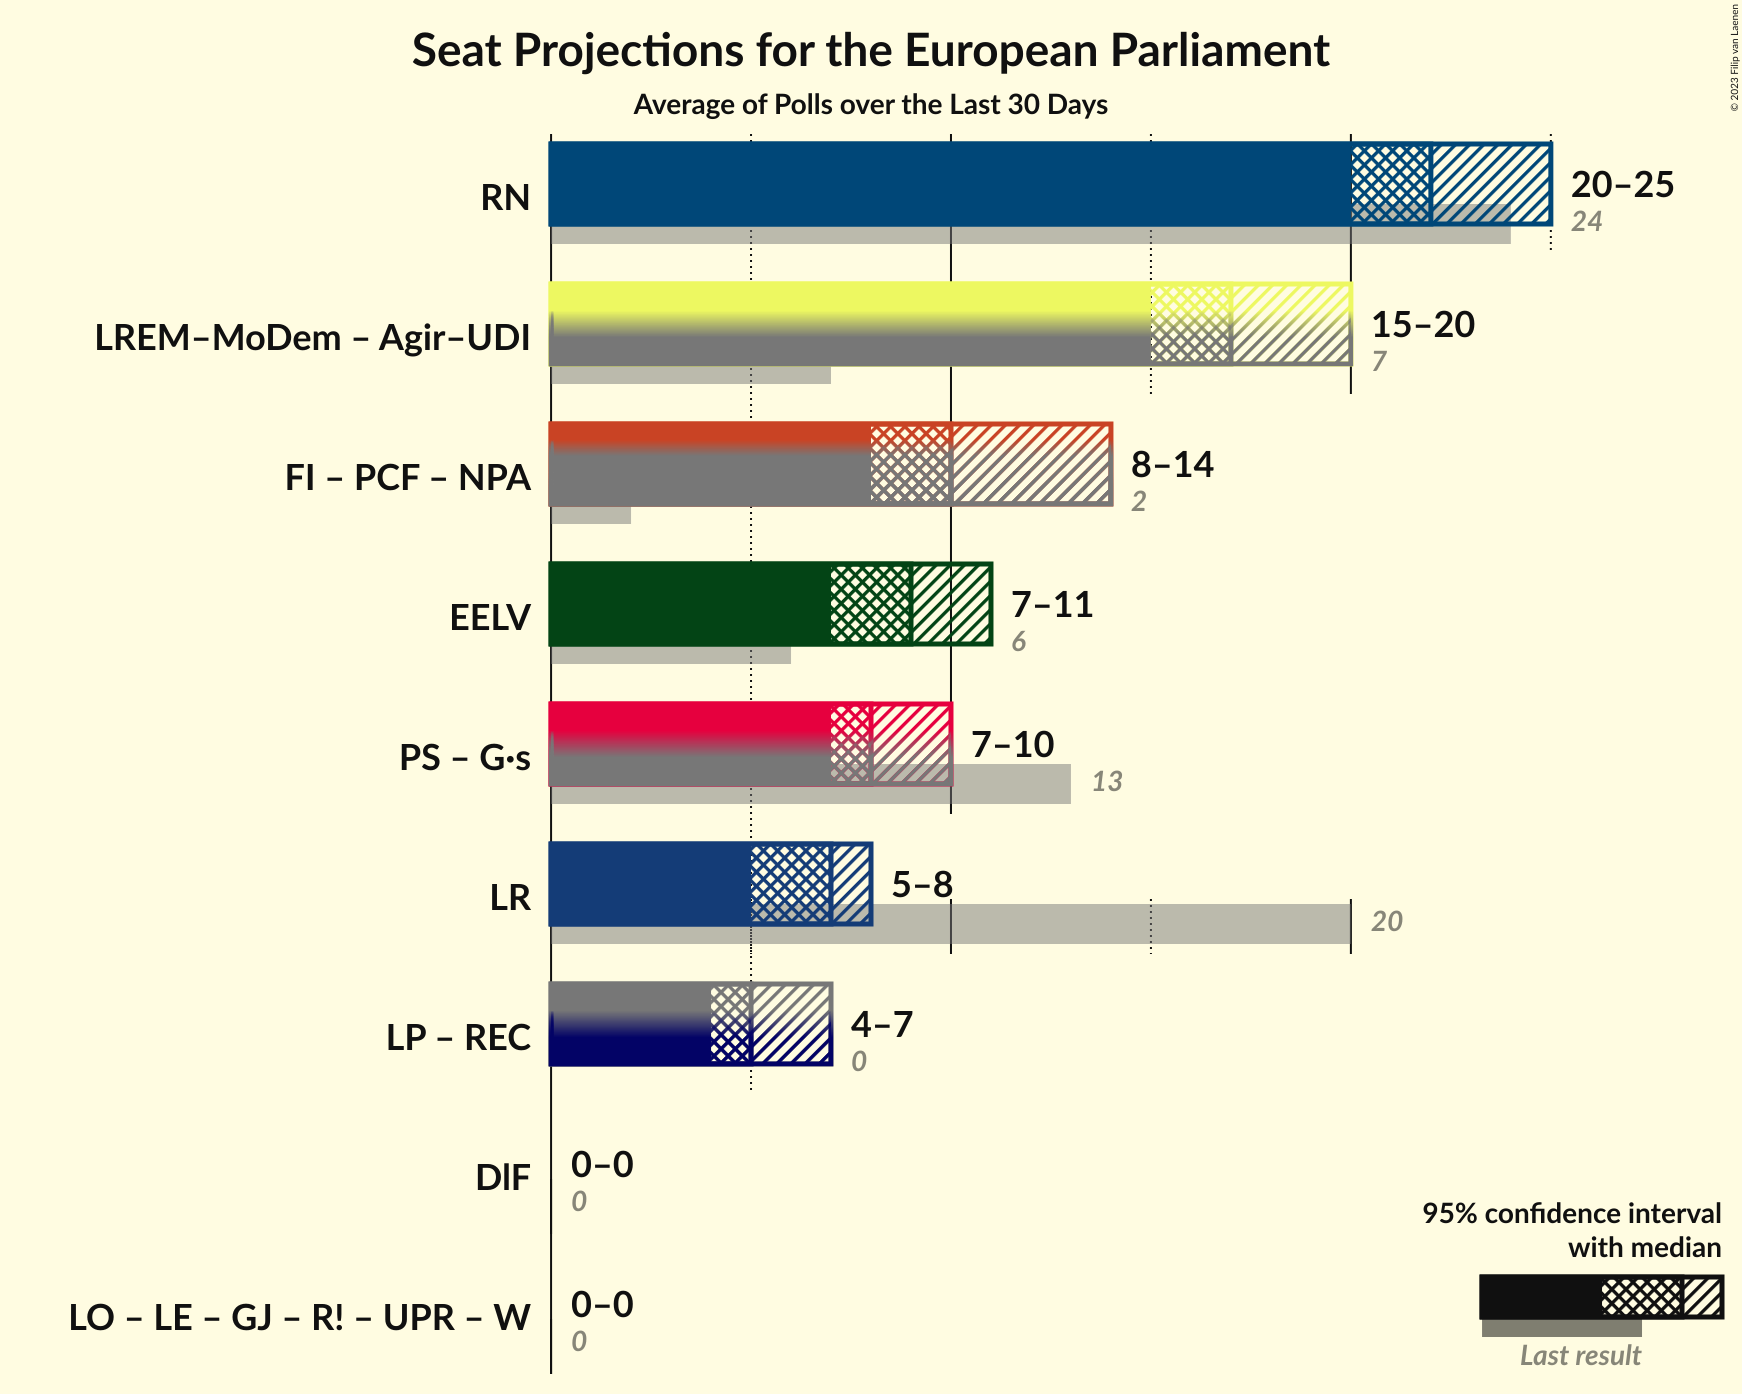 Seat Projections for the European Parliament
Average of Polls over the Last 30 Days
© 2023 Filip van Laenen
RN
20–25
24
LREM–MoDem – Agir–UDI
15–20
7
FI – PCF – NPA
8–14
2
EELV
7–11
6
PS – G·s
7–10
13
LR
5–8
20
LP – REC
4–7
0
DlF
0–0
0
LO – LE – GJ – R! – UPR – W
0–0
0
95% confidence interval
with median
Last result